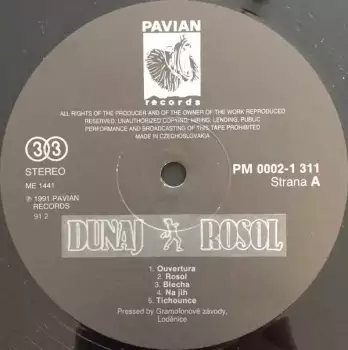 PAVIAN
records
ALL RIGHTS OF THE PRODUCER AND OF THE OWNER OF THE WORK REPRODUCED
RESERVED, UNAUTHORIZED COPYING, HIRING, LENDING, PUBLIC
PERFORMANCE AND BROADCASTING OF THIS TAPE PROHIBITED
MADE IN CZECHOSLOVAKIA
33
STEREO
ME 1441
℗ 1991 PAVIAN
RECORDS
91 2
PM 0002-1 311
Strana A
DUNAJ ROSOL
1. Ouvertura
2. Rosol
3. Blecha
4. Na jih
5. Tichounce
Pressed by Gramofonové závody,
Loděnice